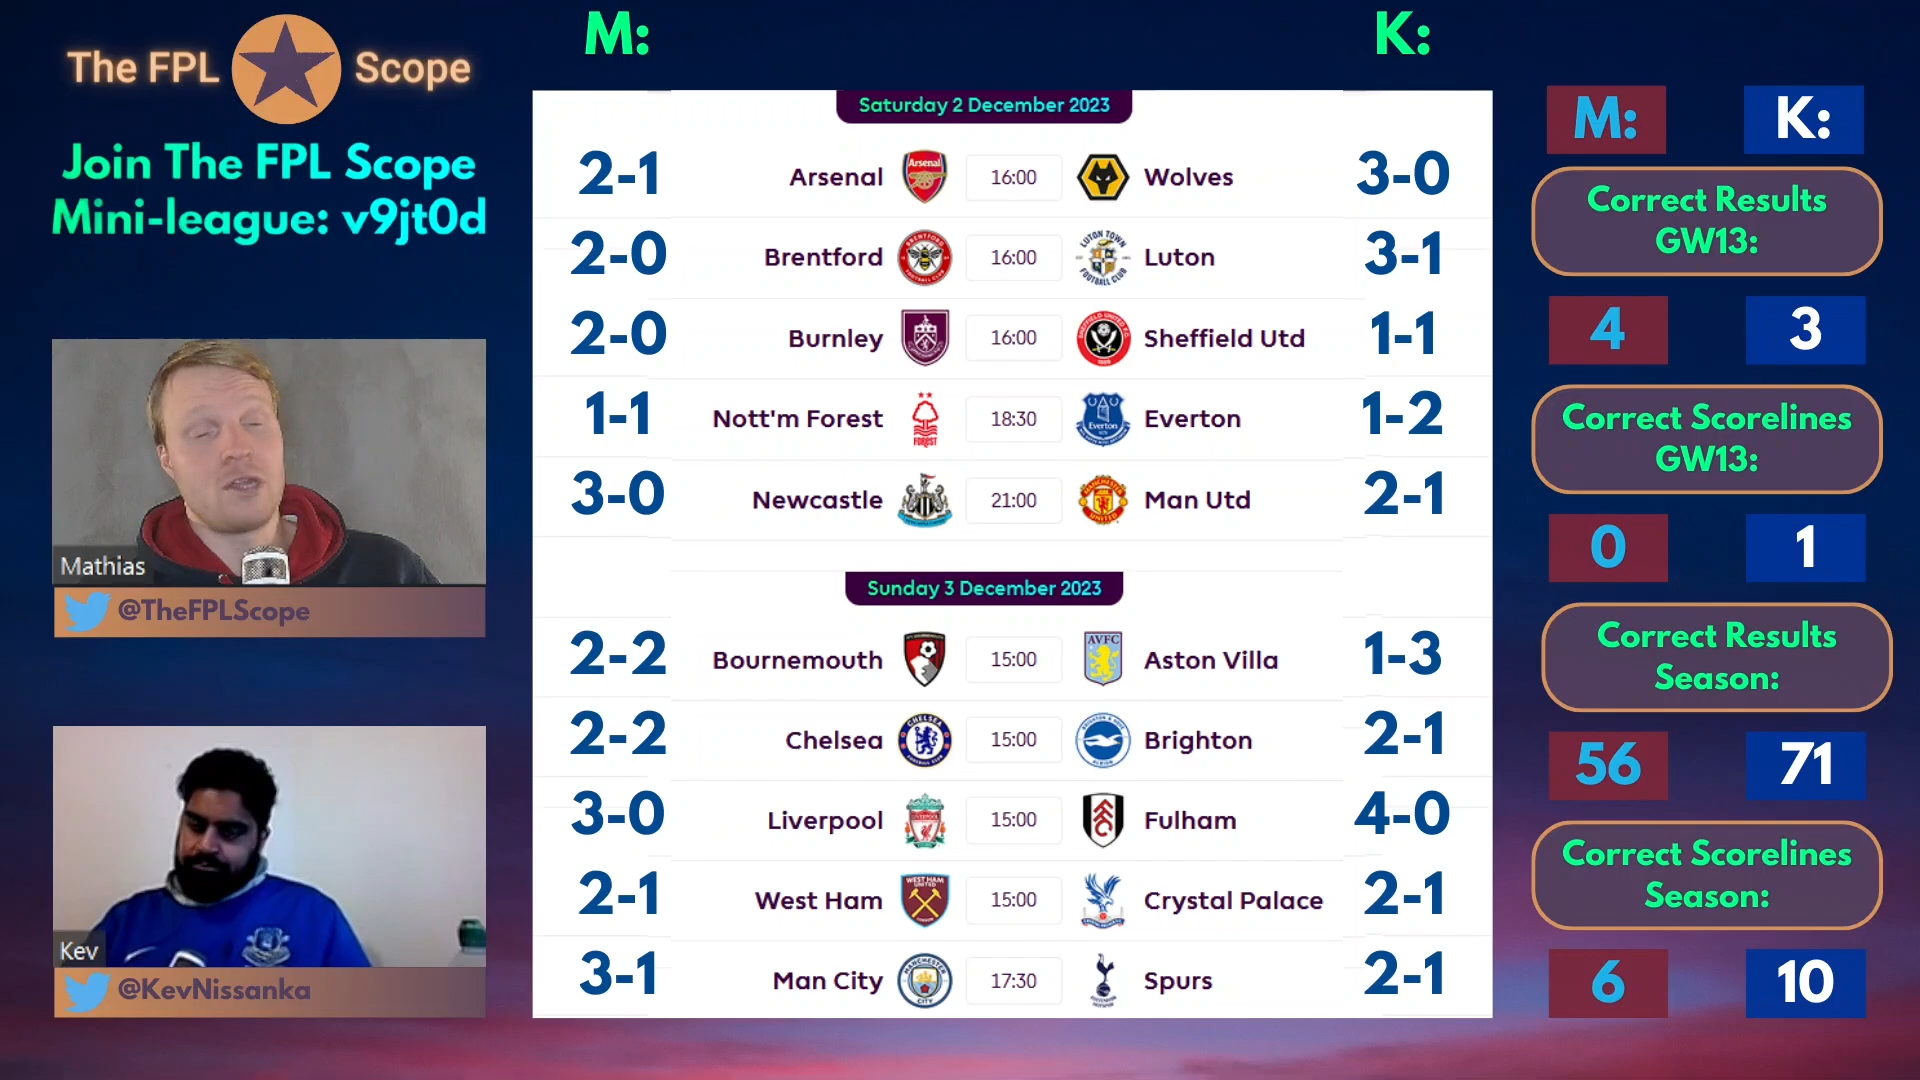 The FPL Scope
Join The FPL Scope
Mini-league: v9jt0d
Mathias
@TheFPLScope
Kev
@KevNissanka
M: K:
Saturday 2 December 2023
2-1 Arsenal 16:00 Wolves 3-0
2-0 Brentford 16:00 Luton 3-1
2-0 Burnley 16:00 Sheffield Utd 1-1
1-1 Nott'm Forest 18:30 Everton 1-2
3-0 Newcastle 21:00 Man Utd 2-1
Sunday 3 December 2023
2-2 Bournemouth 15:00 Aston Villa 1-3
2-2 Chelsea 15:00 Brighton 2-1
3-0 Liverpool 15:00 Fulham 4-0
2-1 West Ham 15:00 Crystal Palace 2-1
3-1 Man City 17:30 Spurs 2-1
M: K:
Correct Results
GW13:
4 3
Correct Scorelines
GW13:
0 1
Correct Results
Season:
56 71
Correct Scorelines
Season:
6 10